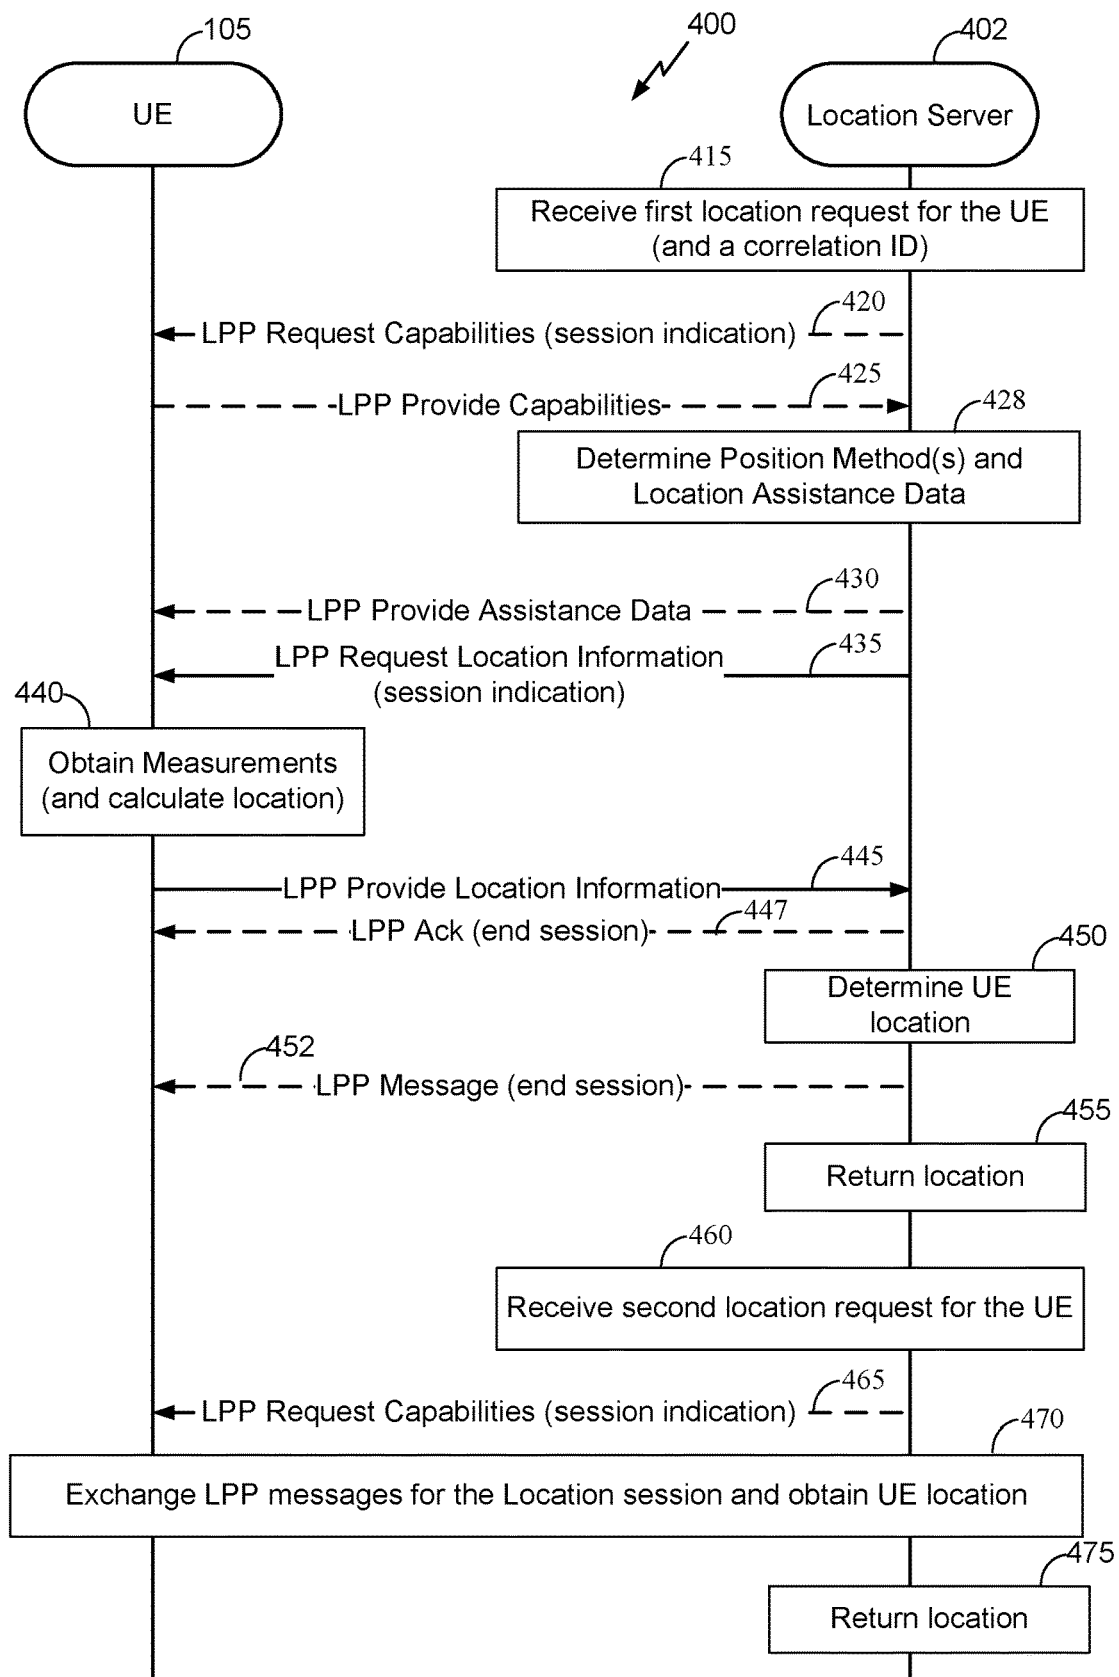 105
400
402
UE
Location Server
415
Receive first location request for the UE
(and a correlation ID)
420
LPP Request Capabilities (session indication)
425
LPP Provide Capabilities
428
Determine Position Method(s) and
Location Assistance Data
430
LPP Provide Assistance Data
LPP Request Location Information
(session indication)
435
440
Obtain Measurements
(and calculate location)
445
LPP Provide Location Information
447
LPP Ack (end session)
450
Determine UE
location
452
LPP Message (end session)
455
Return location
460
Receive second location request for the UE
465
LPP Request Capabilities (session indication)
470
Exchange LPP messages for the Location session and obtain UE location
475
Return location